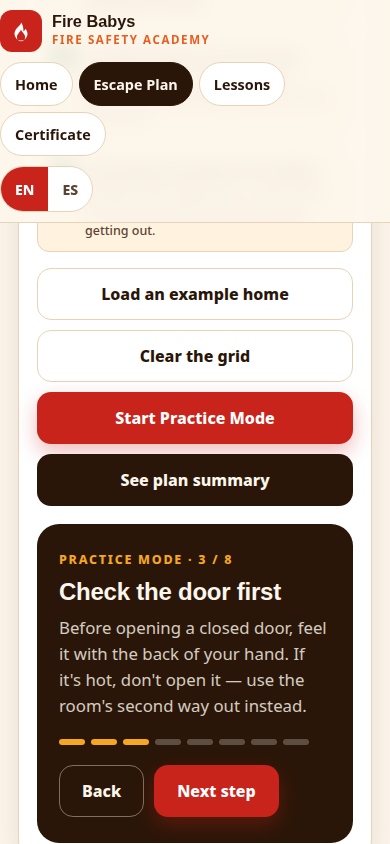 Fire Babys
FIRE SAFETY ACADEMY
Home
Escape Plan
Lessons
Certificate
EN
ES
getting out.
Load an example home
Clear the grid
Start Practice Mode
See plan summary
PRACTICE MODE · 3 / 8
Check the door first
Before opening a closed door, feel
it with the back of your hand. If
it's hot, don't open it — use the
room's second way out instead.
Back
Next step